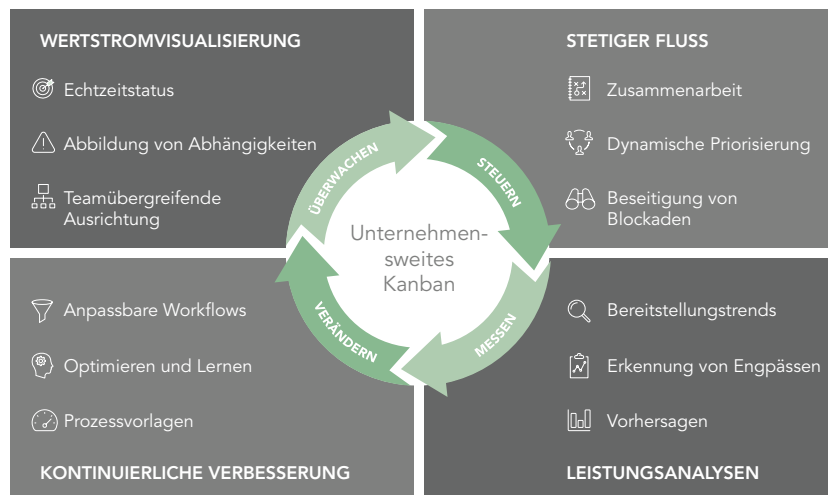 WERTSTROMVISUALISIERUNG
Echtzeitstatus
Abbildung von Abhängigkeiten
Teamübergreifende
Ausrichtung
STETIGER FLUSS
Zusammenarbeit
Dynamische Priorisierung
Beseitigung von
Blockaden
ÜBERWACHEN
STEUERN
MESSEN
VERÄNDERN
Unternehmen-
sweites
Kanban
Anpassbare Workflows
Optimieren und Lernen
Prozessvorlagen
KONTINUIERLICHE VERBESSERUNG
Bereitstellungstrends
Erkennung von Engpässen
Vorhersagen
LEISTUNGSANALYSEN